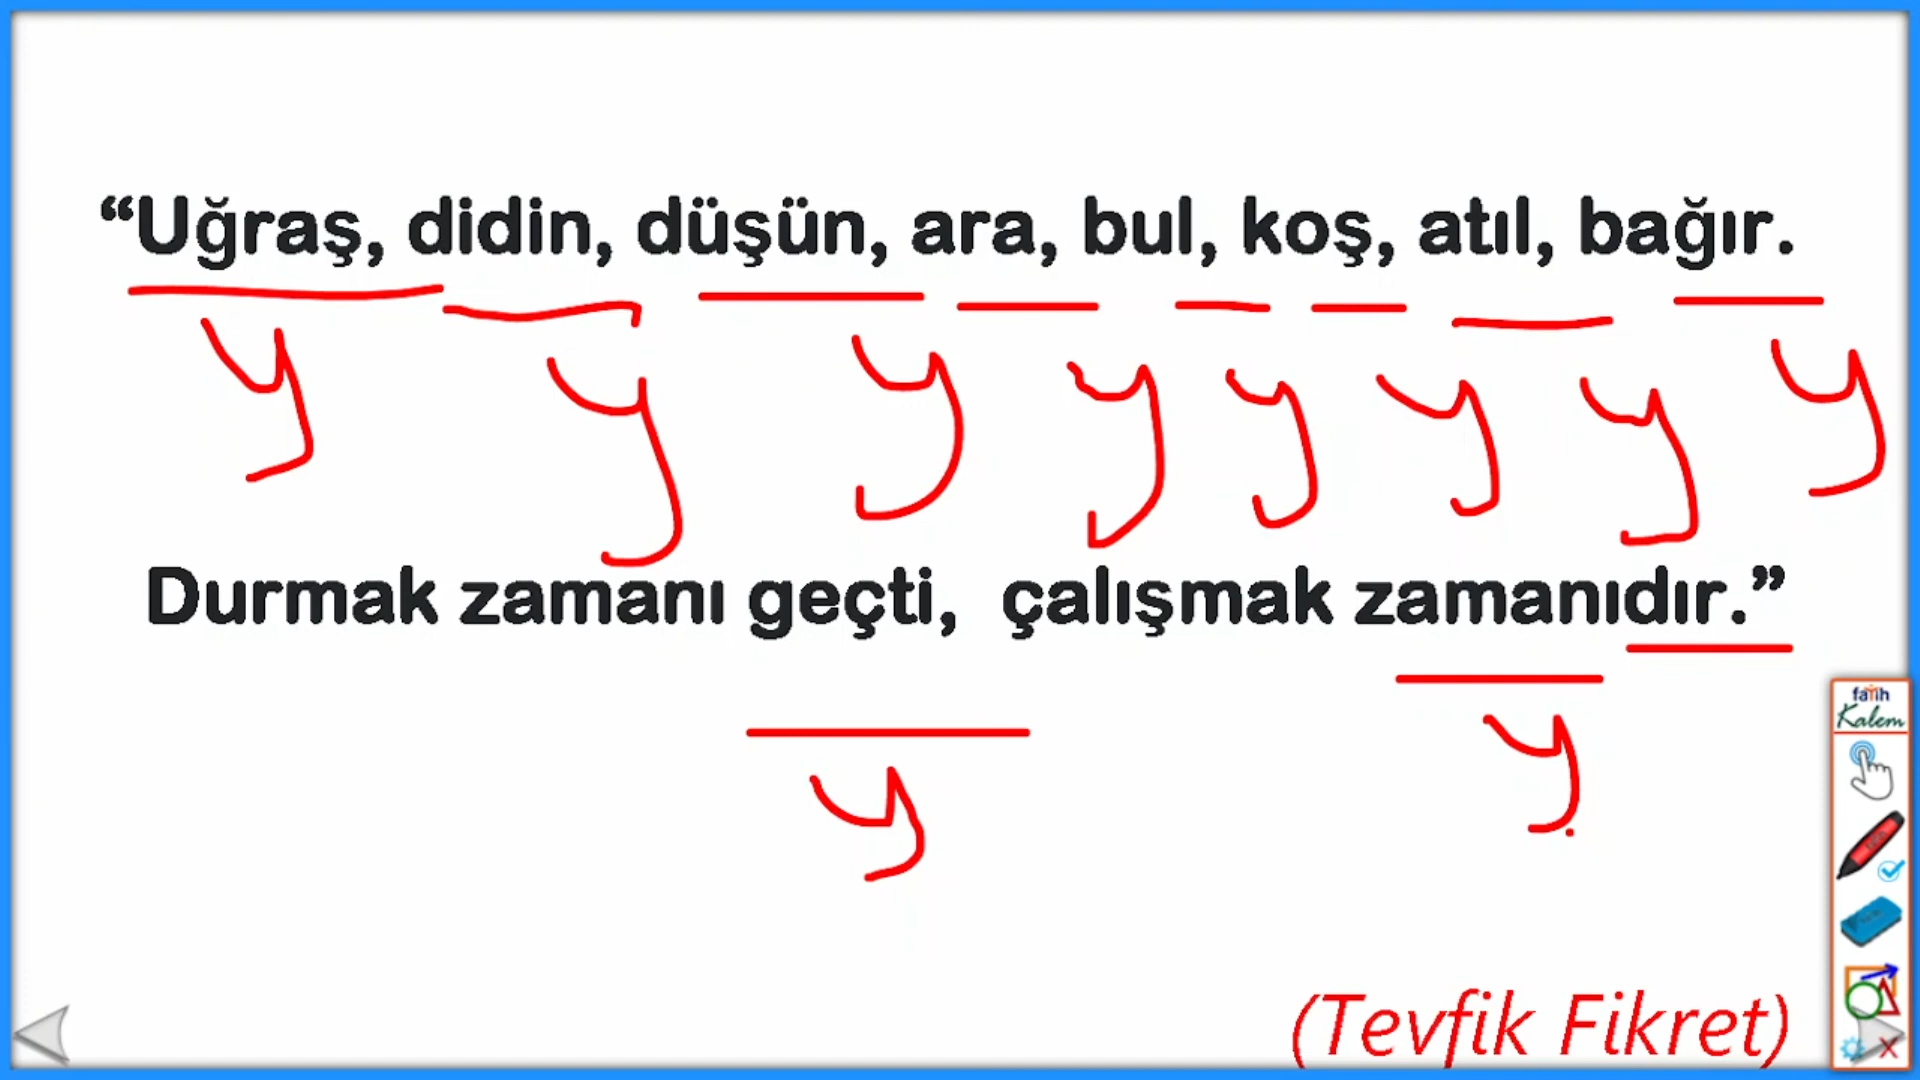 “Uğraş, didin, düşün, ara, bul, koş, atıl, bağır.
y y y y y y y y
Durmak zamanı geçti, çalışmak zamanıdır.”
y y
(Tevfik Fikret)
fatih
Kalem